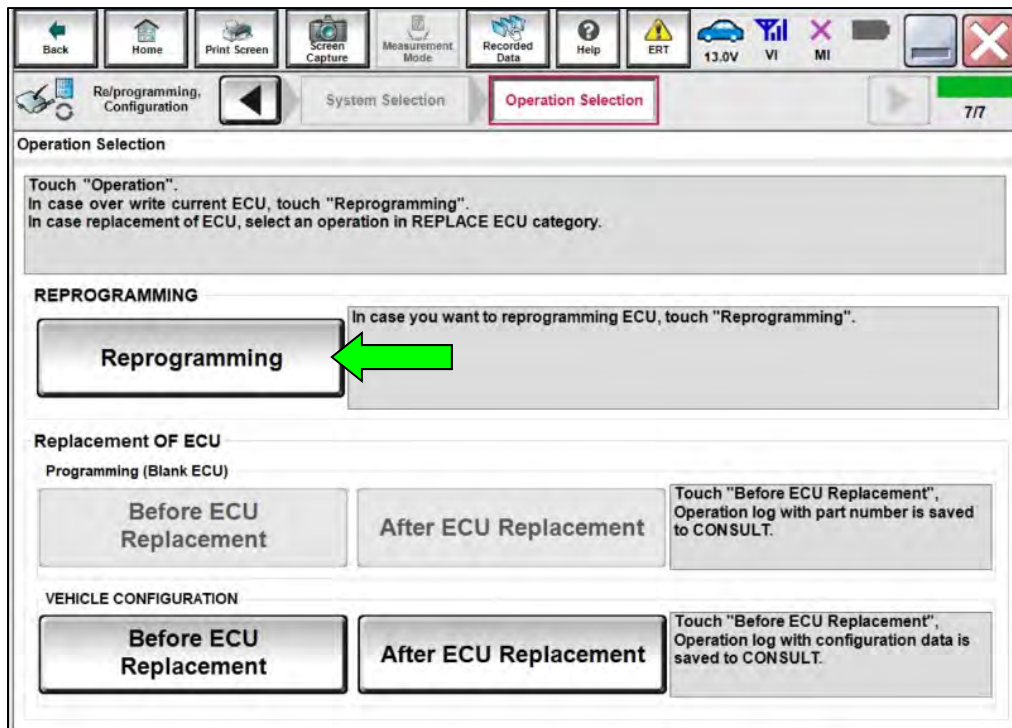 Back
Home
Print Screen
Screen
Capture
Measurement
Mode
Recorded
Data
Help
ERT
13.0V
VI
MI
Re/programming,
Configuration
System Selection
Operation Selection
7/7
Operation Selection
Touch "Operation".
In case over write current ECU, touch "Reprogramming".
In case replacement of ECU, select an operation in REPLACE ECU category.
REPROGRAMMING
Reprogramming
In case you want to reprogramming ECU, touch "Reprogramming".
Replacement OF ECU
Programming (Blank ECU)
Before ECU
Replacement
After ECU Replacement
Touch "Before ECU Replacement",
Operation log with part number is saved
to CONSULT.
VEHICLE CONFIGURATION
Before ECU
Replacement
After ECU Replacement
Touch "Before ECU Replacement",
Operation log with configuration data is
saved to CONSULT.